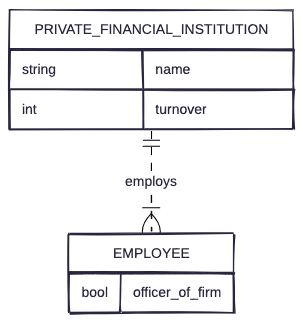 PRIVATE_FINANCIAL_INSTITUTION
string name
int turnover
employs
EMPLOYEE
bool officer_of_firm